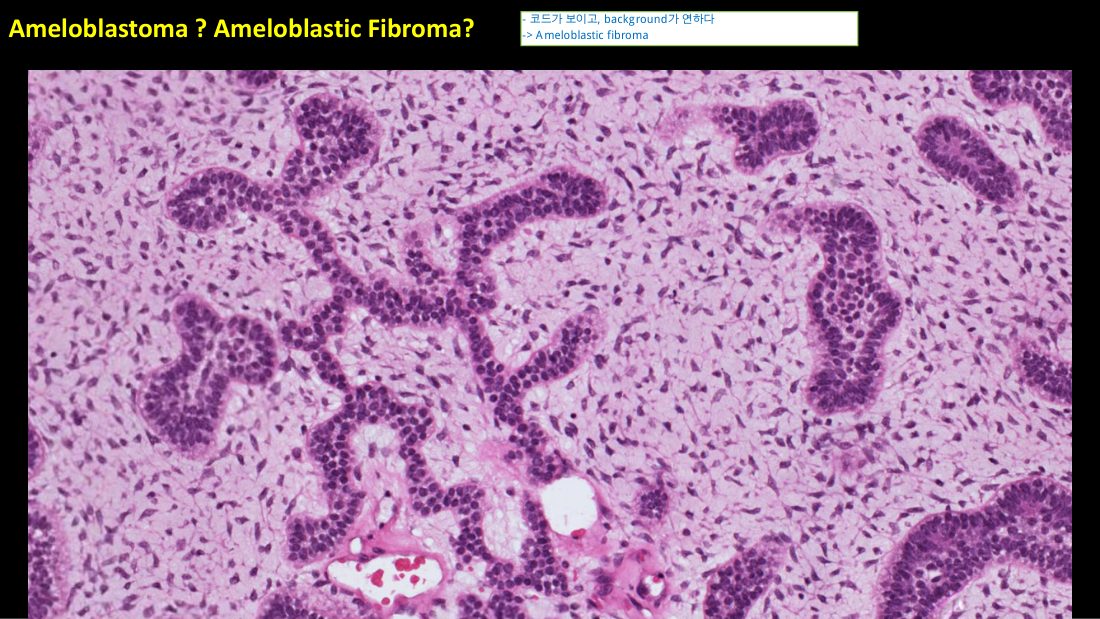 Ameloblastoma ? Ameloblastic Fibroma?
- 코드가 보이고, background가 연하다
-> Ameloblastic fibroma